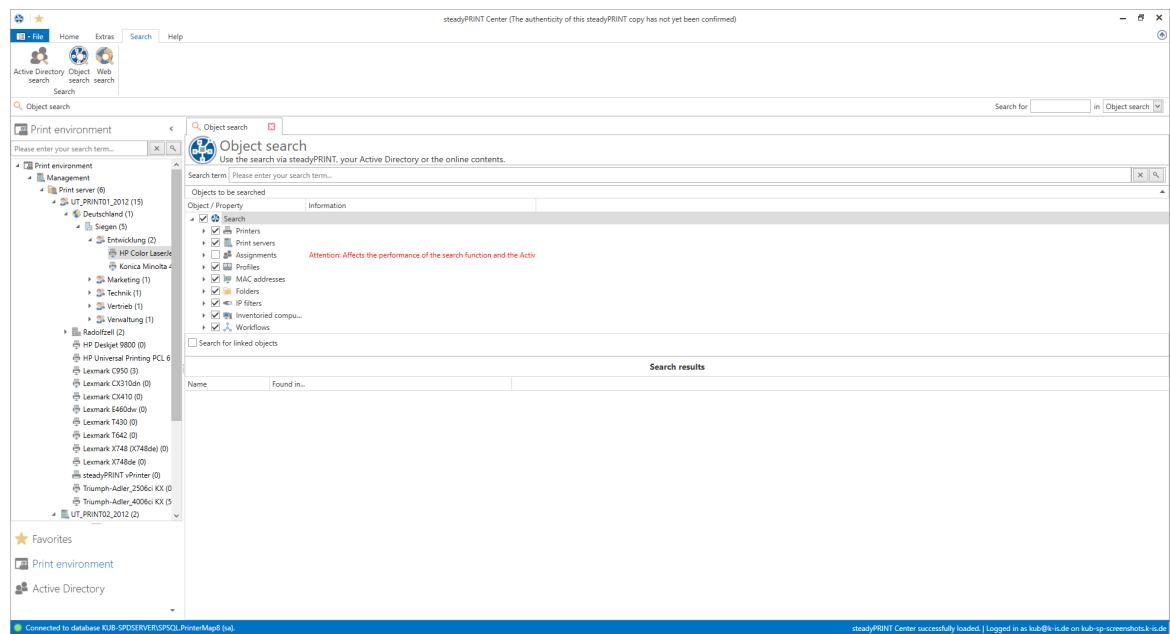 steadyPRINT Center (The authenticity of this steadyPRINT copy has not yet been confirmed)
File Home Extras Search Help
Active Directory search Object search Web search
Search
Object search Search for in Object search
Print environment
Please enter your search term...
Print environment
Management
Print server (6)
UT_PRINT01_2012 (15)
Deutschland (1)
Siegen (5)
Entwicklung (2)
HP Color LaserJe
Konica Minolta 4
Marketing (1)
Technik (1)
Vertrieb (1)
Verwaltung (1)
Radolfzell (2)
HP Deskjet 9800 (0)
HP Universal Printing PCL 6
Lexmark C950 (3)
Lexmark CX310dn (0)
Lexmark CX410 (0)
Lexmark E460dw (0)
Lexmark T430 (0)
Lexmark T642 (0)
Lexmark X748 (X748de) (0)
Lexmark X748de (0)
steadyPRINT vPrinter (0)
Triumph-Adler_2506ci KX (0
Triumph-Adler_4006ci KX (5
UT_PRINT02_2012 (2)
Favorites
Print environment
Active Directory
Object search
Object search
Use the search via steadyPRINT, your Active Directory or the online contents.
Search term Please enter your search term...
Objects to be searched
Object / Property Information
Search
Printers
Print servers
Assignments Attention: Affects the performance of the search function and the Activ
Profiles
MAC addresses
Folders
IP filters
Inventoried compu...
Workflows
Search for linked objects
Search results
Name Found in...
Connected to database KUB-SPDSERVER\SPSQL.PrinterMap8 (sa). steadyPRINT Center successfully loaded. | Logged in as kub@k-is.de on kub-sp-screenshots.k-is.de